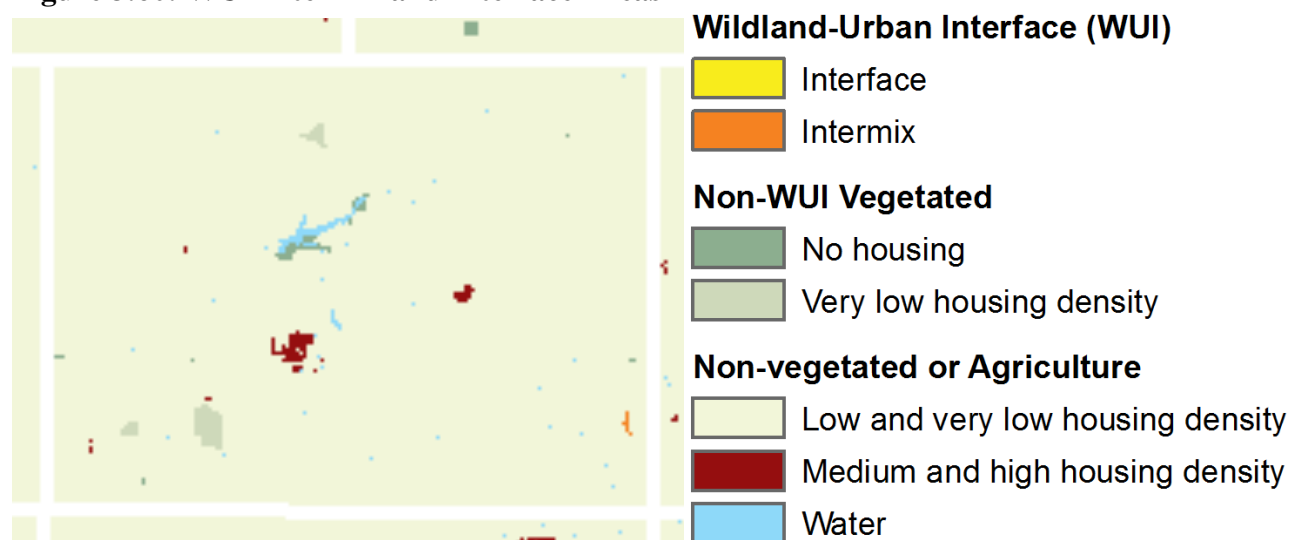 Wildland-Urban Interface (WUI)
Interface
Intermix
Non-WUI Vegetated
No housing
Very low housing density
Non-vegetated or Agriculture
Low and very low housing density
Medium and high housing density
Water